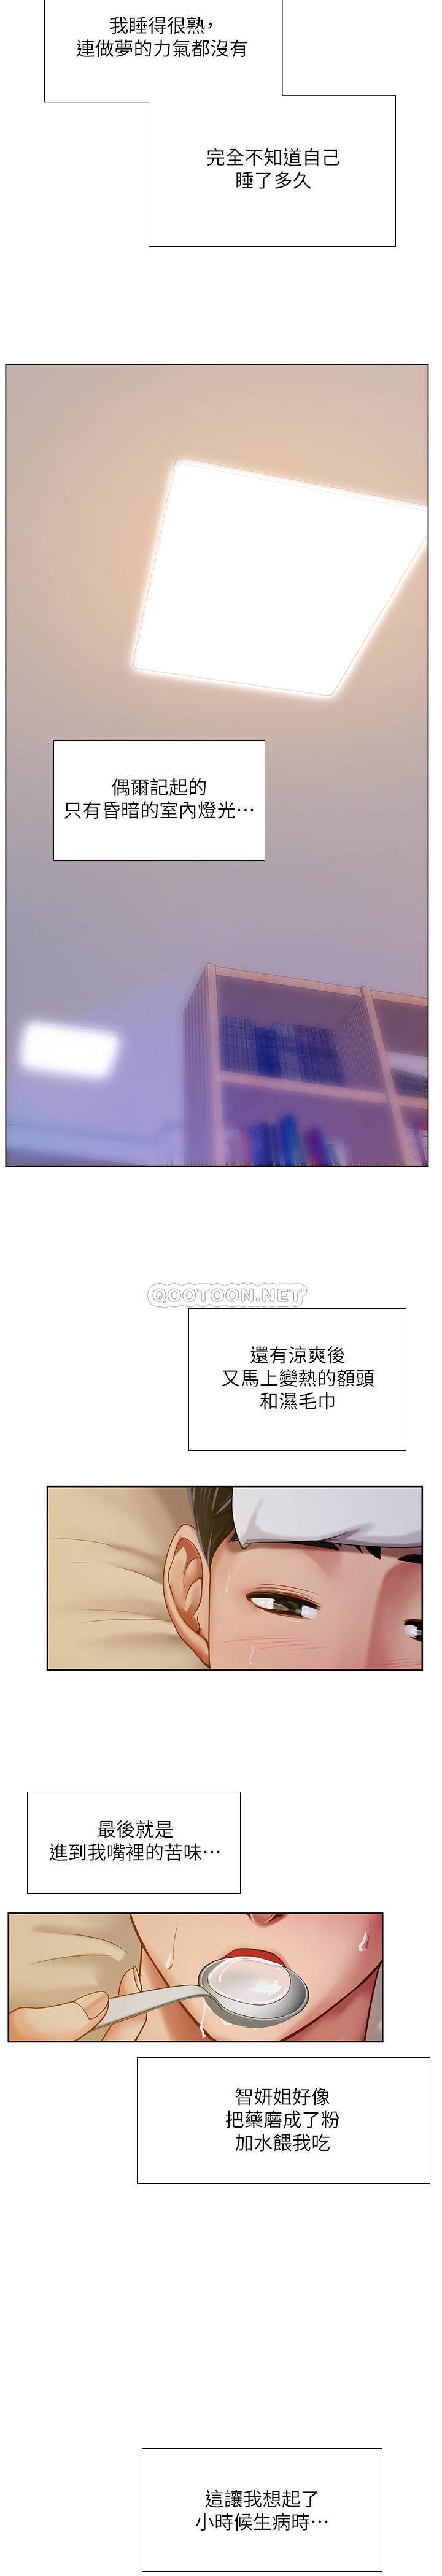 我睡得很熟，
連做夢的力氣都沒有
完全不知道自己
睡了多久
偶爾記起的
只有昏暗的室內燈光…
QOOTOON.NET
還有涼爽後
又馬上變熱的額頭
和濕毛巾
最後就是
進到我嘴裡的苦味…
智妍姐好像
把藥磨成了粉
加水餵我吃
這讓我想起了
小時候生病時…